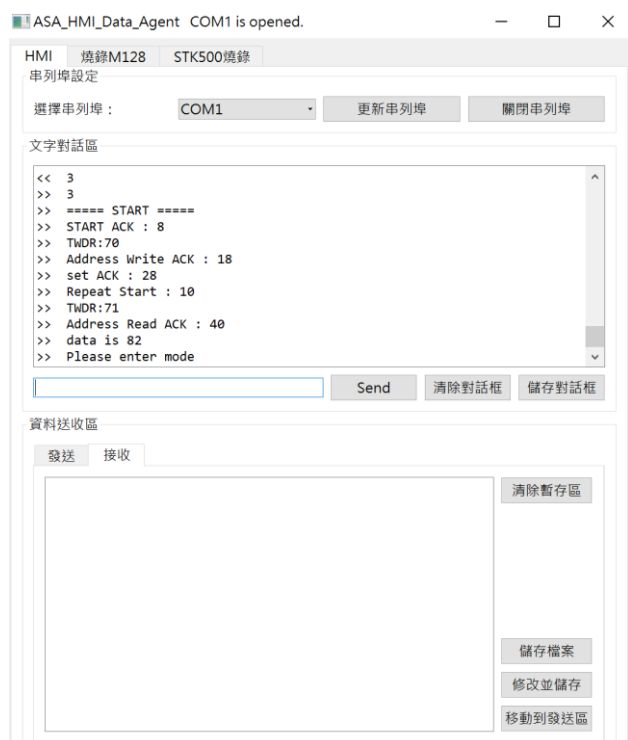 ASA_HMI_Data_Agent COM1 is opened.
HMI 燒錄M128 STK500燒錄
串列埠設定
選擇串列埠： COM1 更新串列埠 關閉串列埠
文字對話區
<< 3
>> 3
>> ===== START =====
>> START ACK : 8
>> TWDR:70
>> Address Write ACK : 18
>> set ACK : 28
>> Repeat Start : 10
>> TWDR:71
>> Address Read ACK : 40
>> data is 82
>> Please enter mode
Send 清除對話框 儲存對話框
資料送收區
發送 接收
清除暫存區
儲存檔案
修改並儲存
移動到發送區